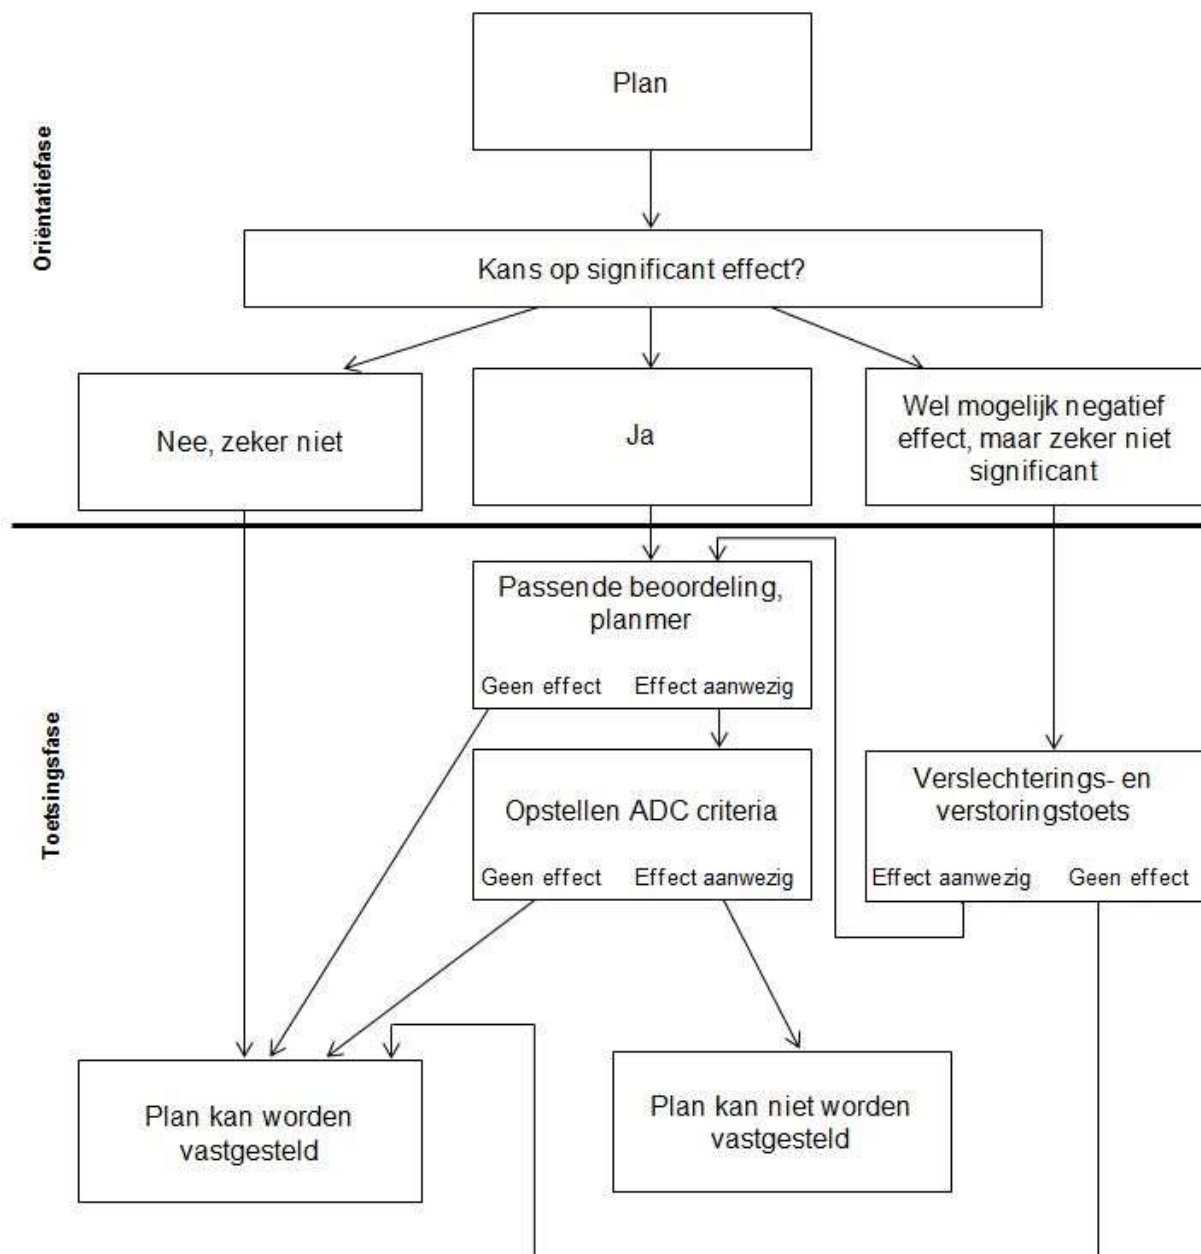 Oriëntatiefase
Plan
Kans op significant effect?
Nee, zeker niet
Ja
Wel mogelijk negatief
effect, maar zeker niet
significant
Toetsingsfase
Passende beoordeling,
planmer
Geen effect
Effect aanwezig
Opstellen ADC criteria
Geen effect
Effect aanwezig
Verslechterings- en
verstoringstoets
Effect aanwezig
Geen effect
Plan kan worden
vastgesteld
Plan kan niet worden
vastgesteld